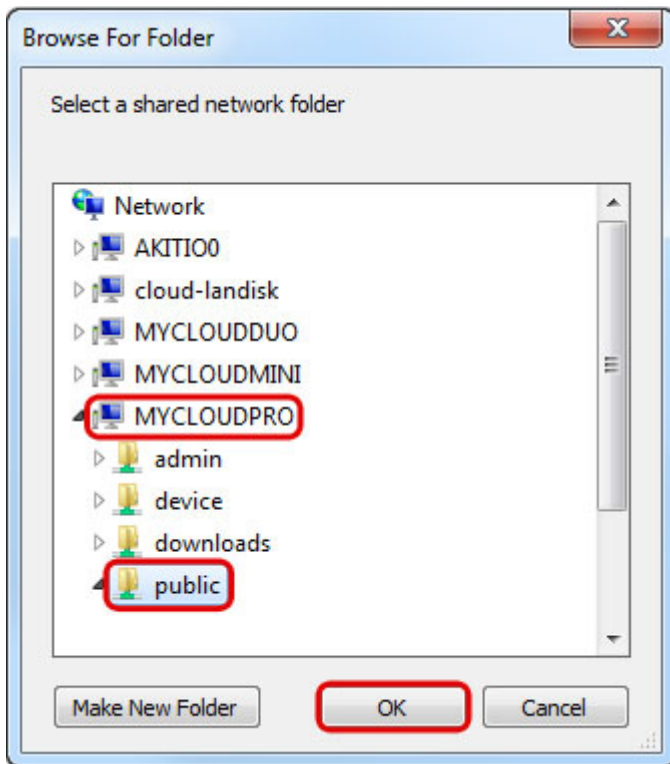 Browse For Folder
Select a shared network folder
Network
AKITIO0
cloud-landisk
MYCLOUDDUO
MYCLOUDMINI
MYCLOUDPRO
admin
device
downloads
public
Make New Folder OK Cancel